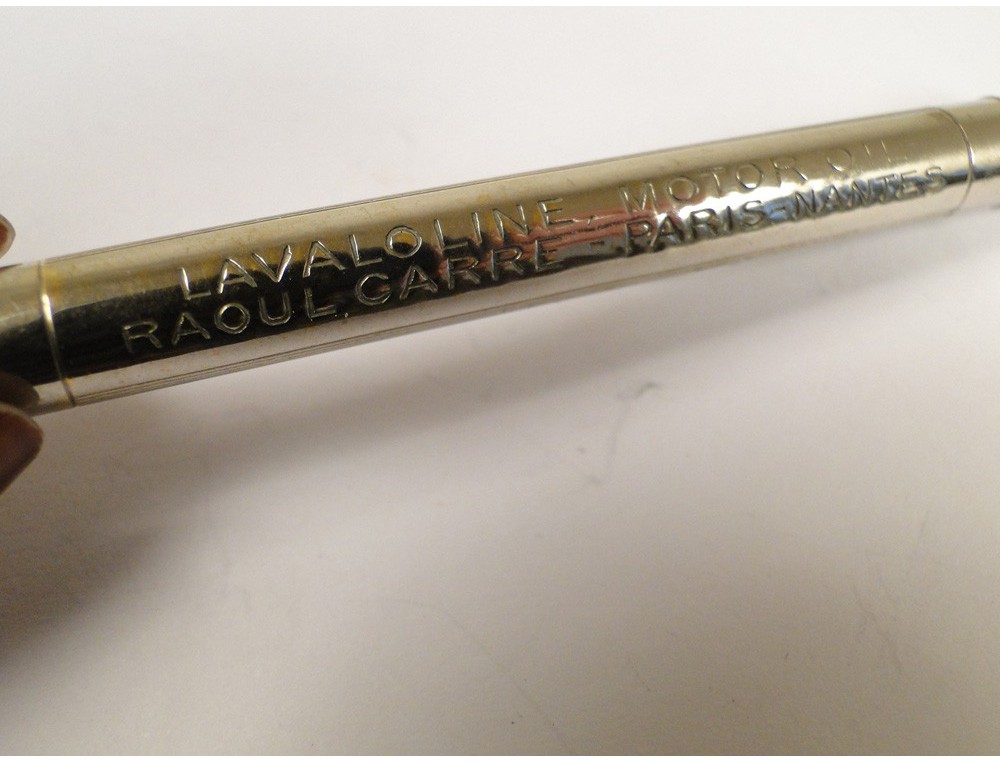 LAVALOLINE MOTOR OIL
RAOUL CARRE - PARIS-NANTES